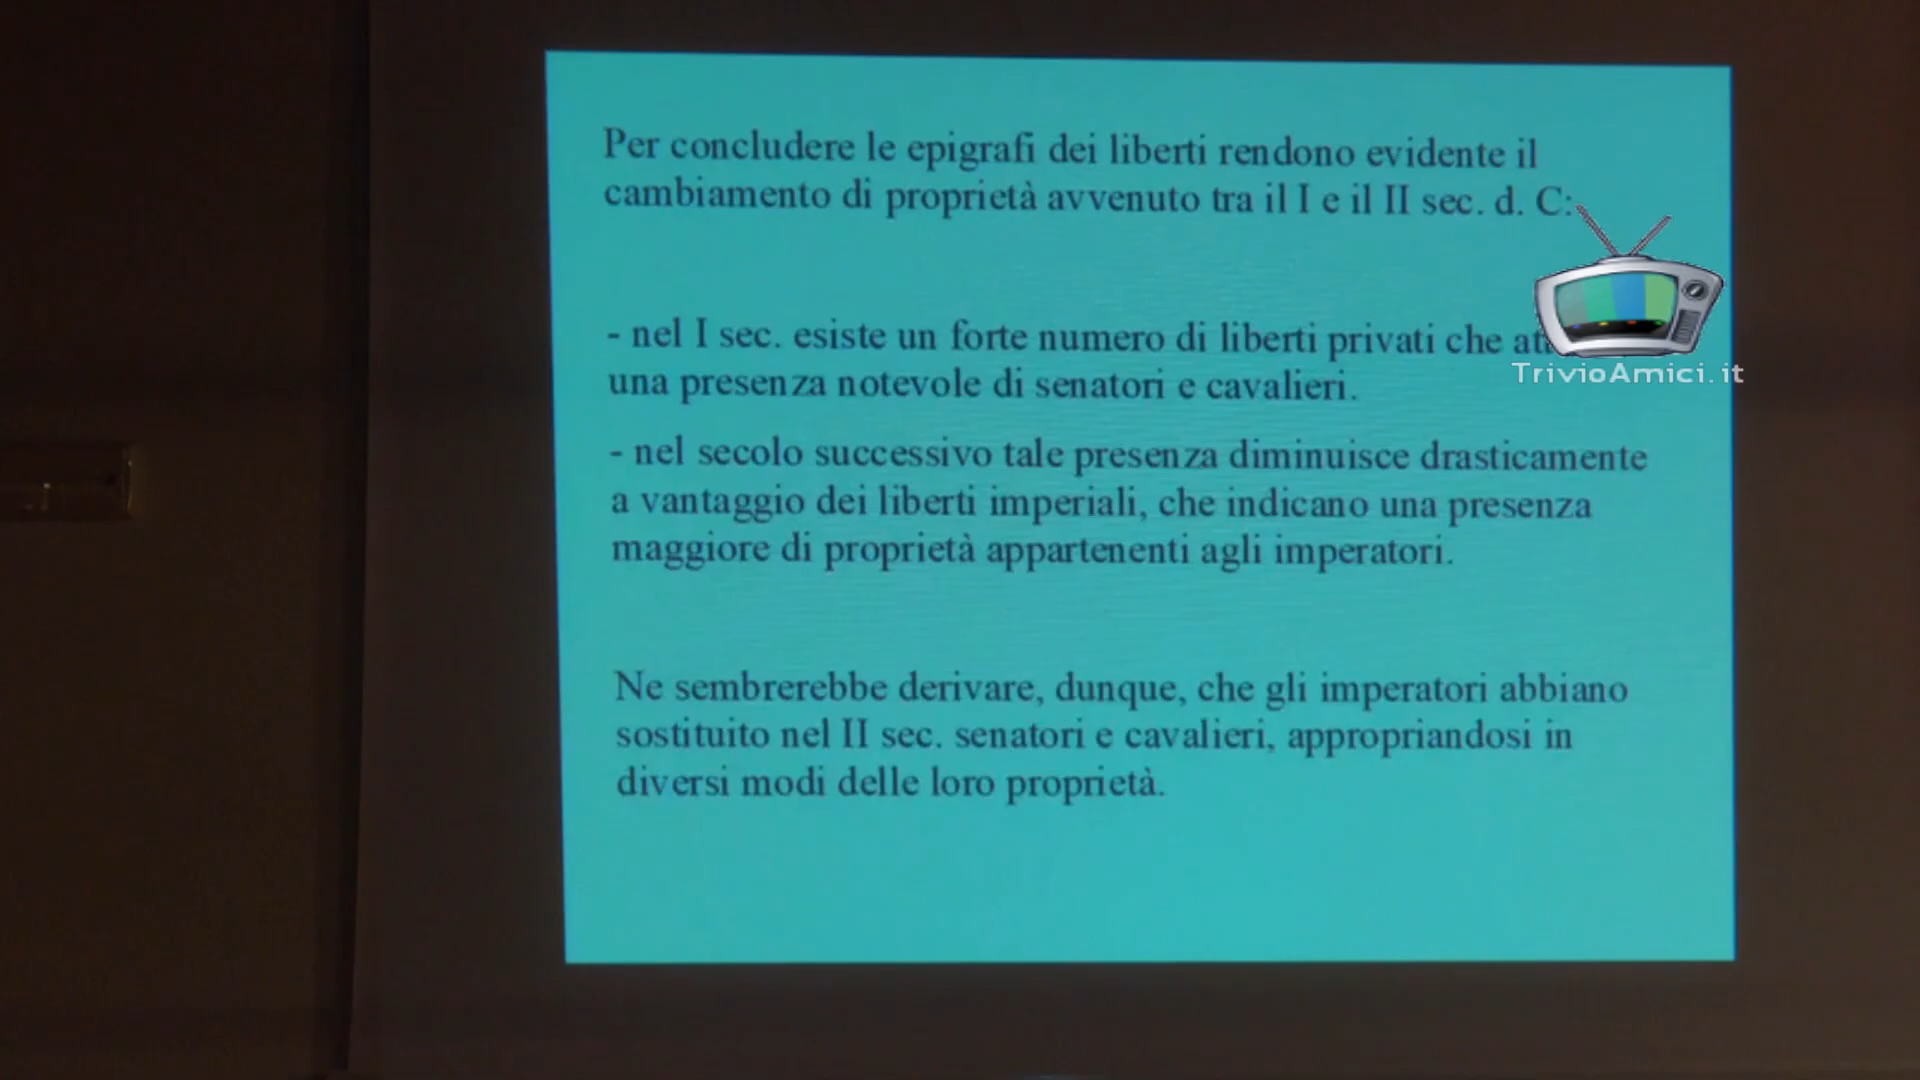 Per concludere le epigrafi dei liberti rendono evidente il
cambiamento di proprietà avvenuto tra il I e il II sec. d. C:
- nel I sec. esiste un forte numero di liberti privati che
TrivioAmici.it
una presenza notevole di senatori e cavalieri.
- nel secolo successivo tale presenza diminuisce drasticamente
a vantaggio dei liberti imperiali, che indicano una presenza
maggiore di proprietà appartenenti agli imperatori.
Ne sembrerebbe derivare, dunque, che gli imperatori abbiano
sostituito nel II sec. senatori e cavalieri, appropriandosi in
diversi modi delle loro proprietà.